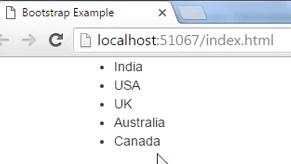 Bootstrap Example
localhost:51067/index.html
India
USA
UK
Australia
Canada